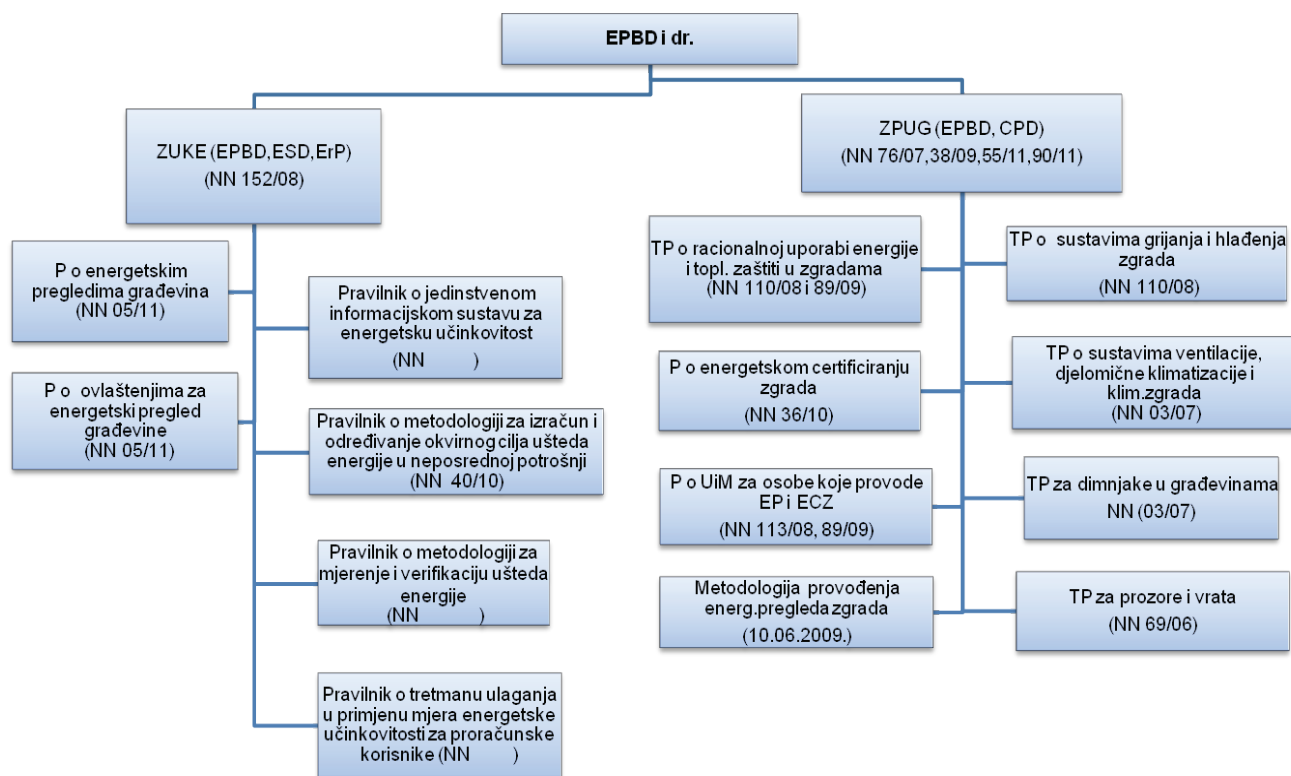 EPBD i dr.
ZUKE (EPBD,ESD,ErP)
(NN 152/08)
P o energetskim
pregledima građevina
(NN 05/11)
P o ovlaštenjima za
energetski pregled
građevine
(NN 05/11)
Pravilnik o jedinstvenom
informacijskom sustavu za
energetsku učinkovitost
(NN )
Pravilnik o metodologiji za izračun i
određivanje okvirnog cilja ušteda
energije u neposrednoj potrošnji
(NN 40/10)
Pravilnik o metodologiji za
mjerenje i verifikaciju ušteda
energije
(NN )
Pravilnik o tretmanu ulaganja
u primjenu mjera energetske
učinkovitosti za proračunske
korisnike (NN )
ZPUG (EPBD, CPD)
(NN 76/07,38/09,55/11,90/11)
TP o racionalnoj uporabi energije
i topl. zaštiti u zgradama
(NN 110/08 i 89/09)
P o energetskom certificiranju
zgrada
(NN 36/10)
P o UiM za osobe koje provode
EP i ECZ
(NN 113/08, 89/09)
Metodologija provođenja
energ.pregleda zgrada
(10.06.2009.)
TP o sustavima grijanja i hlađenja
zgrada
(NN 110/08)
TP o sustavima ventilacije,
djelomične klimatizacije i
klim.zgrada
(NN 03/07)
TP za dimnjake u građevinama
NN (03/07)
TP za prozore i vrata
(NN 69/06)